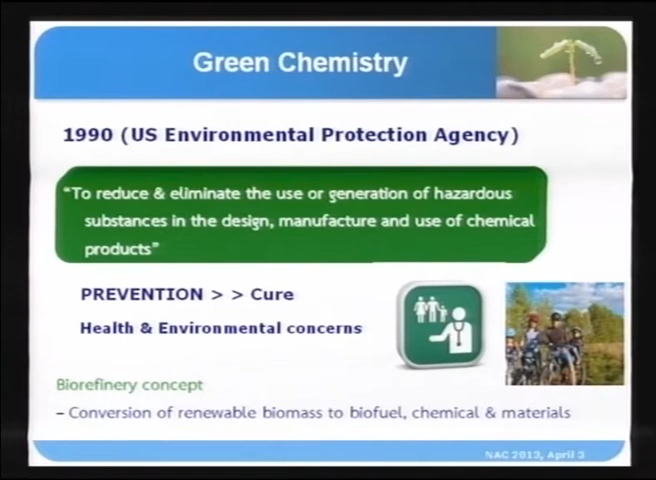 Green Chemistry
1990 (US Environmental Protection Agency)
“To reduce & eliminate the use or generation of hazardous
substances in the design, manufacture and use of chemical
products”
PREVENTION > > Cure
Health & Environmental concerns
Biorefinery concept
– Conversion of renewable biomass to biofuel, chemical & materials
NAC 2013, April 3